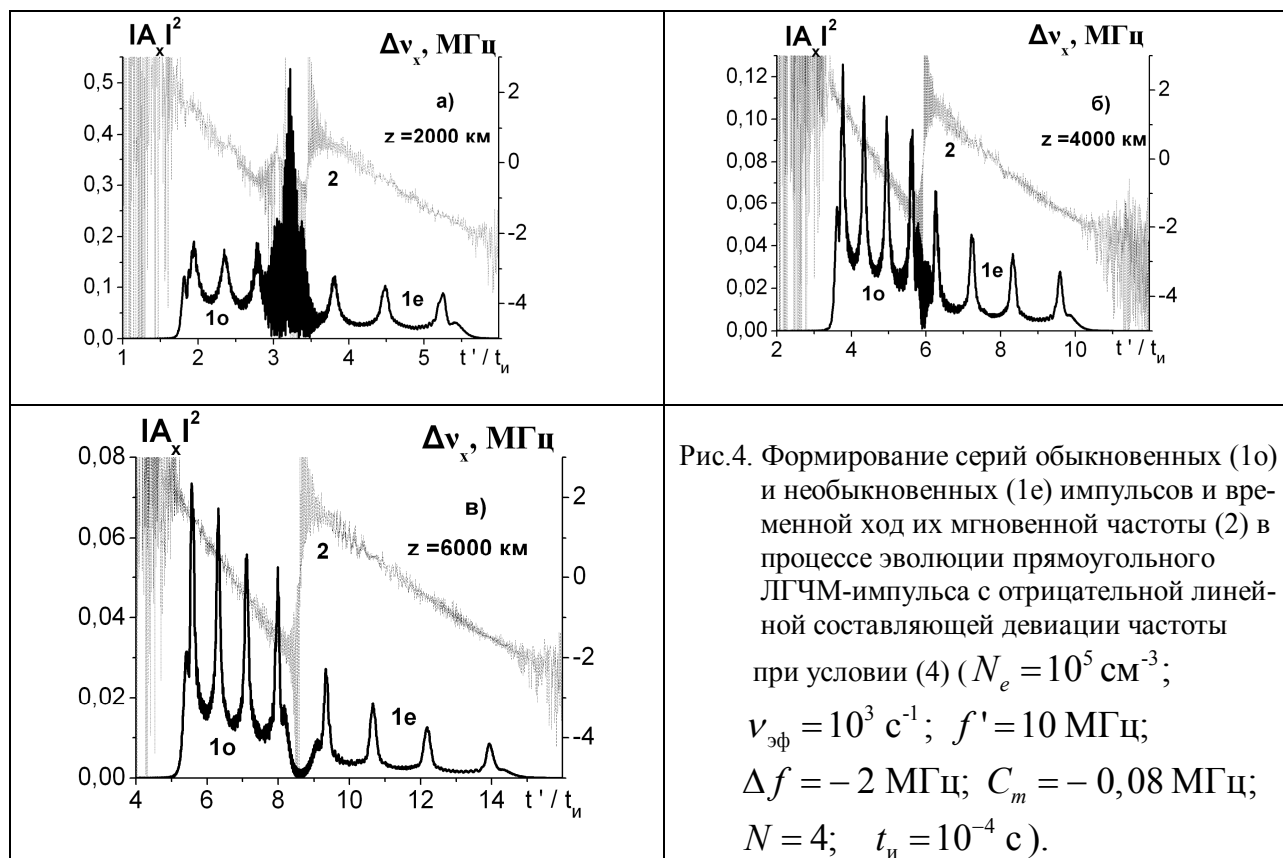 |A_x|^2
Δν_x, МГц
0,5
0,4
0,3
0,2
0,1
0,0
2
0
-2
-4
а)
z =2000 км
2
1о
1е
1 2 3 4 5
t ' / t_и
|A_x|^2
Δν_x, МГц
0,12
0,10
0,08
0,06
0,04
0,02
0,00
2
0
-2
-4
б)
z =4000 км
2
1о
1е
2 4 6 8 10
t ' / t_и
|A_x|^2
Δν_x, МГц
0,08
0,06
0,04
0,02
0,00
2
0
-2
-4
в)
z =6000 км
2
1о
1е
4 6 8 10 12 14
t ' / t_и
Рис.4. Формирование серий обыкновенных (1о)
и необыкновенных (1е) импульсов и вре-
менной ход их мгновенной частоты (2) в
процессе эволюции прямоугольного
ЛГЧМ-импульса с отрицательной линей-
ной составляющей девиации частоты
при условии (4) ( N_e = 10^5 см^-3;
ν_эф = 10^3 с^-1; f ' = 10 МГц;
Δf = − 2 МГц; C_m = − 0,08 МГц;
N = 4; t_и = 10^−4 с ).